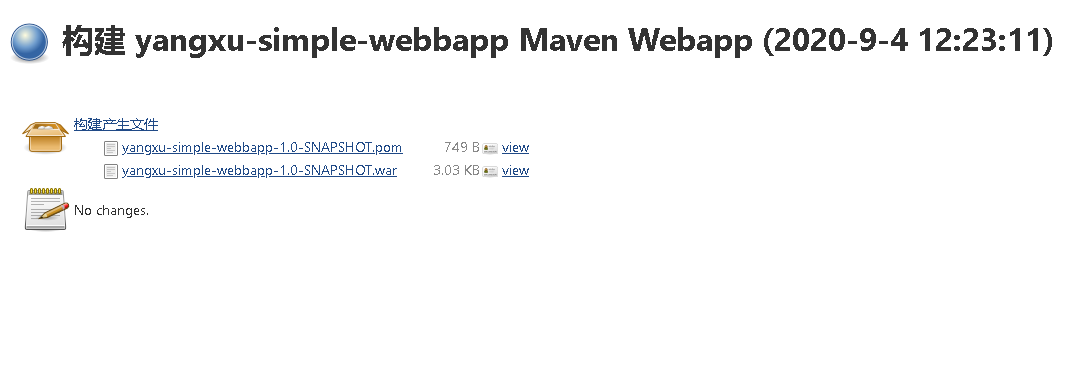 构建 yangxu-simple-webbapp Maven Webapp (2020-9-4 12:23:11)
构建产生文件
yangxu-simple-webbapp-1.0-SNAPSHOT.pom 749 B view
yangxu-simple-webbapp-1.0-SNAPSHOT.war 3.03 KB view
No changes.